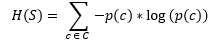 H(S) = ∑ −p(c) * log (p(c))
c ∈ C